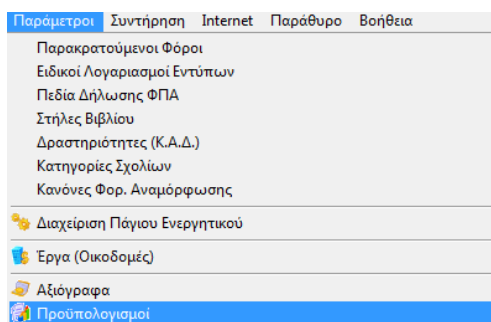 Παράμετροι Συντήρηση Internet Παράθυρο Βοήθεια
Παρακρατούμενοι Φόροι
Ειδικοί Λογαριασμοί Εντύπων
Πεδία Δήλωσης ΦΠΑ
Στήλες Βιβλίου
Δραστηριότητες (Κ.Α.Δ.)
Κατηγορίες Σχολίων
Κανόνες Φορ. Αναμόρφωσης
Διαχείριση Πάγιου Ενεργητικού
Έργα (Οικοδομές)
Αξιόγραφα
Προϋπολογισμοί